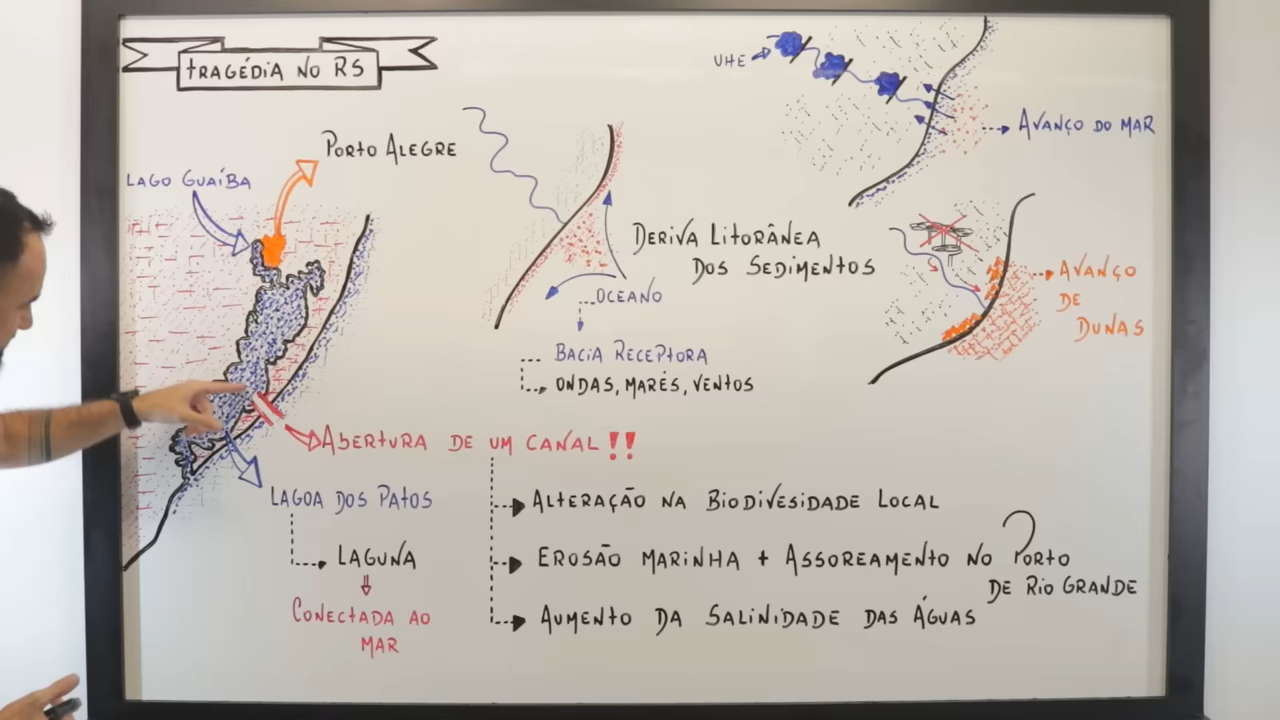 TRAGÉDIA NO RS
PORTO ALEGRE
LAGO GUAÍBA
UHE
AVANÇO DO MAR
DERIVA LITORÂNEA
DOS SEDIMENTOS
OCEANO
BACIA RECEPTORA
ONDAS, MARÉS, VENTOS
AVANÇO
DE
DUNAS
ABERTURA DE UM CANAL!!
LAGOA DOS PATOS
LAGUNA
CONECTADA AO
MAR
ALTERAÇÃO NA BIODIVESIDADE LOCAL
EROSÃO MARINHA + ASSOREAMENTO NO PORTO
DE RIO GRANDE
AUMENTO DA SALINIDADE DAS ÁGUAS